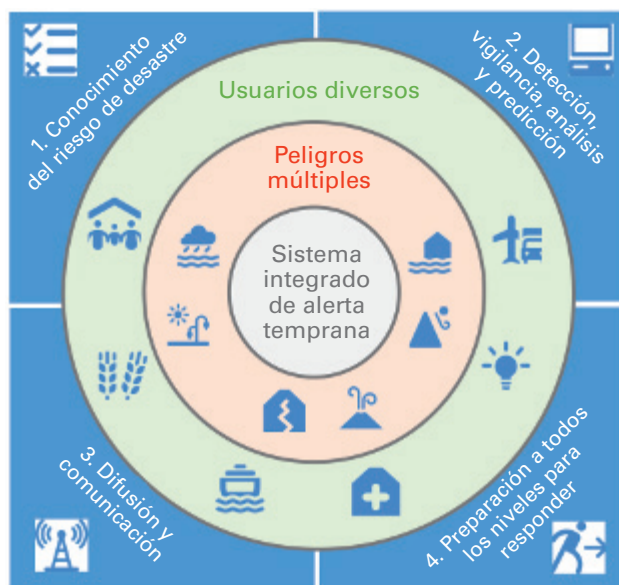 1. Conocimiento
del riesgo de desastre
2. Detección,
vigilancia, análisis
y predicción
Usuarios diversos
Peligros
múltiples
Sistema
integrado
de alerta
temprana
3. Difusión y
comunicación
4. Preparación a todos
los niveles para
responder